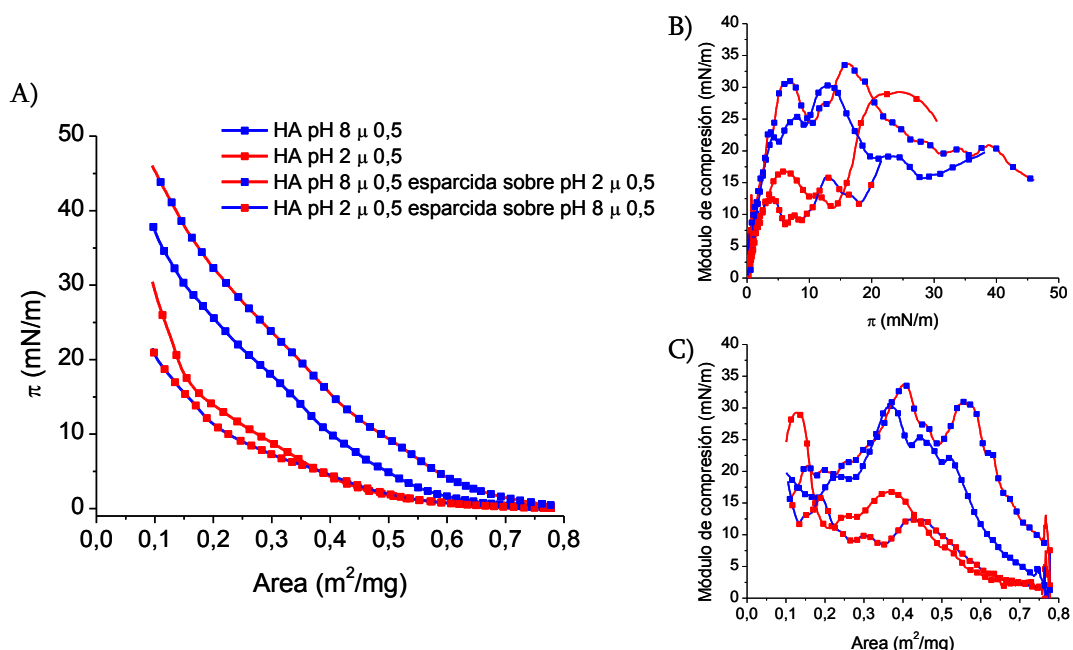 A)
50
40
30
20
10
0
π (mN/m)
0,0 0,1 0,2 0,3 0,4 0,5 0,6 0,7 0,8
Area (m²/mg)
HA pH 8 μ 0,5
HA pH 2 μ 0,5
HA pH 8 μ 0,5 esparcida sobre pH 2 μ 0,5
HA pH 2 μ 0,5 esparcida sobre pH 8 μ 0,5
B)
40
35
30
25
20
15
10
5
0
Módulo de compresión (mN/m)
0 10 20 30 40 50
π (mN/m)
C)
40
35
30
25
20
15
10
5
0
Módulo de compresión (mN/m)
0,0 0,1 0,2 0,3 0,4 0,5 0,6 0,7 0,8
Area (m²/mg)